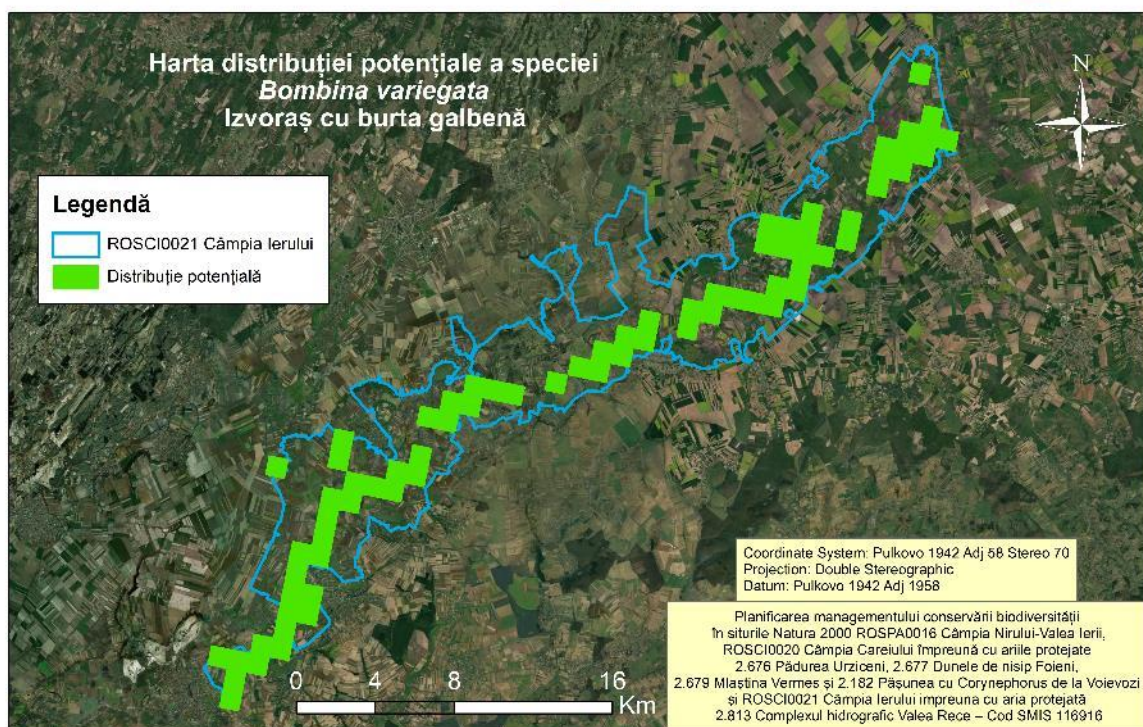 Harta distribuției potențiale a speciei
Bombina variegata
Izvoraș cu burta galbenă
N
Legendă
ROSCI0021 Câmpia Ierului
Distribuție potențială
Coordinate System: Pulkovo 1942 Adj 58 Stereo 70
Projection: Double Stereographic
Datum: Pulkovo 1942 Adj 1958
Planificarea managementului conservării biodiversității
în siturile Natura 2000 ROSPA0016 Câmpia Nirului-Valea Ierii,
ROSCI0020 Câmpia Careiului împreună cu ariile protejate
2.676 Pădurea Urziceni, 2.677 Dunele de nisip Foieni,
2.679 Mlaștina Vermes și 2.182 Pășunea cu Corynephorus de la Voievozi
și ROSCI0021 Câmpia Ierului impreuna cu aria protejată
2.813 Complexul hidrografic Valea Rece – Cod SMIS 116916
0 4 8 16
Km